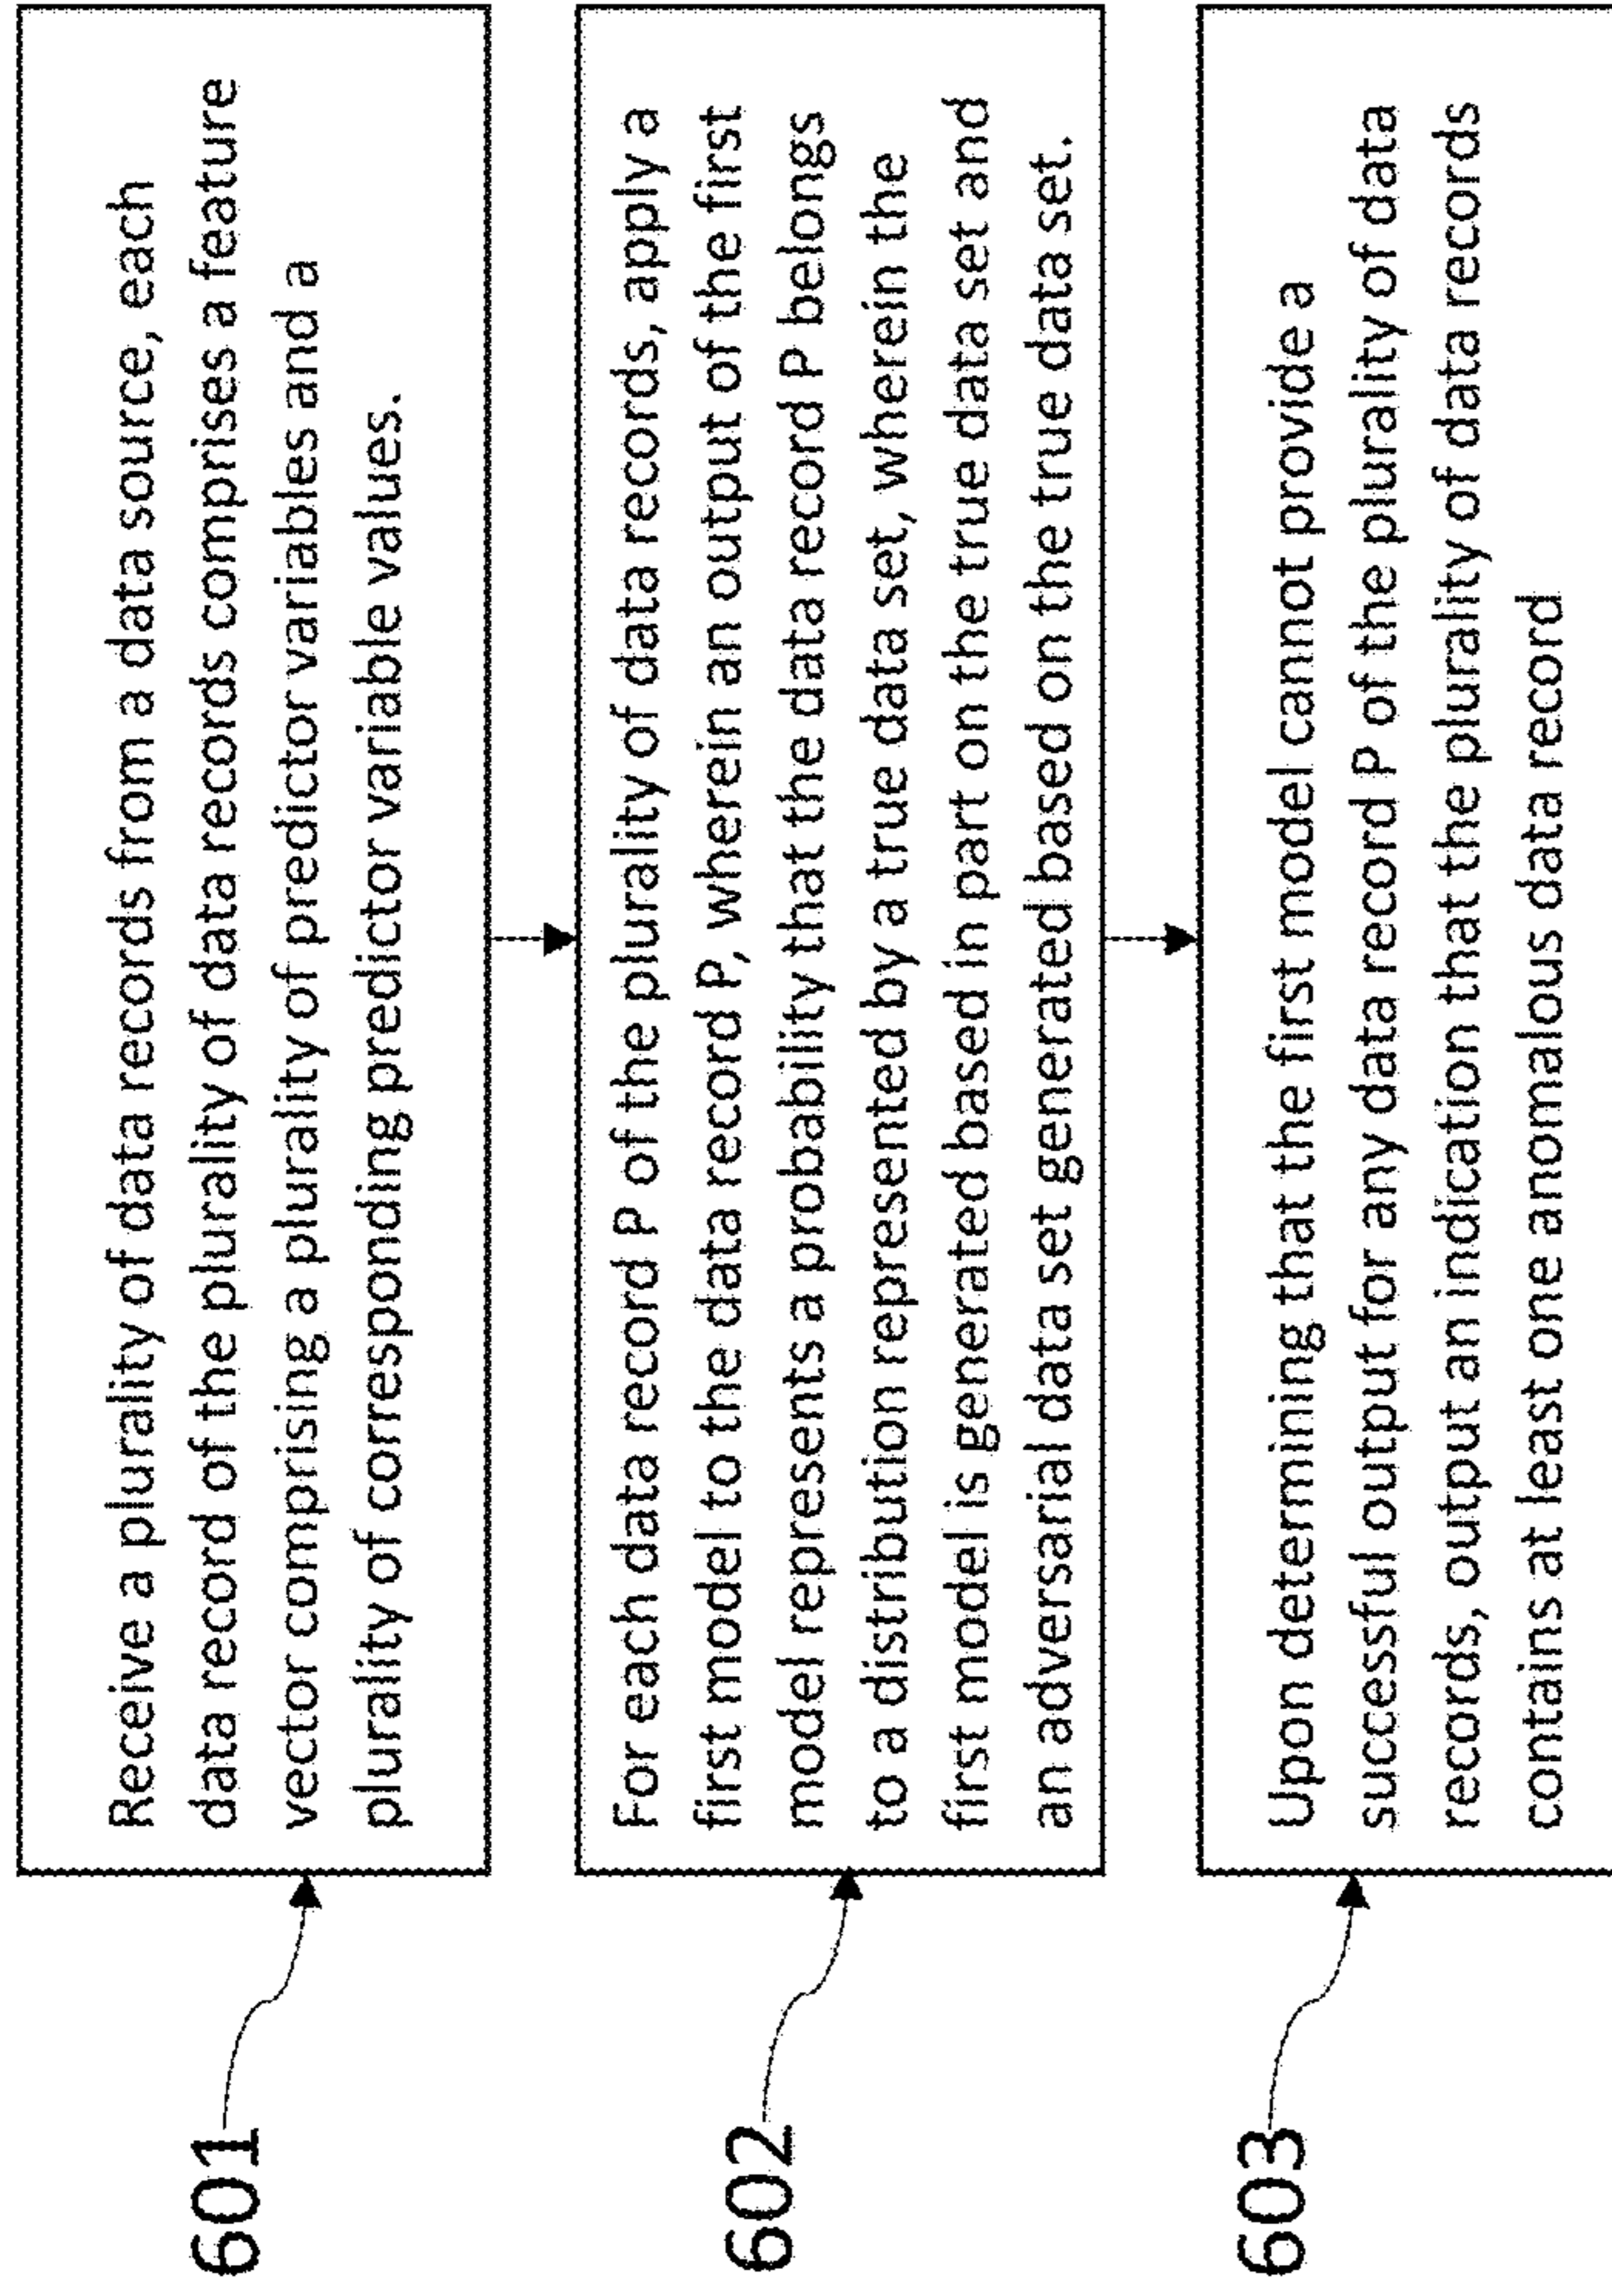 601
Receive a plurality of data records from a data source, each
data record of the plurality of data records comprises a feature
vector comprising a plurality of predictor variables and a
plurality of corresponding predictor variable values.
602
For each data record P of the plurality of data records, apply a
first model to the data record P, wherein an output of the first
model represents a probability that the data record P belongs
to a distribution represented by a true data set, wherein the
first model is generated based in part on the true data set and
an adversarial data set generated based on the true data set.
603
Upon determining that the first model cannot provide a
successful output for any data record P of the plurality of data
records, output an indication that the plurality of data records
contains at least one anomalous data record